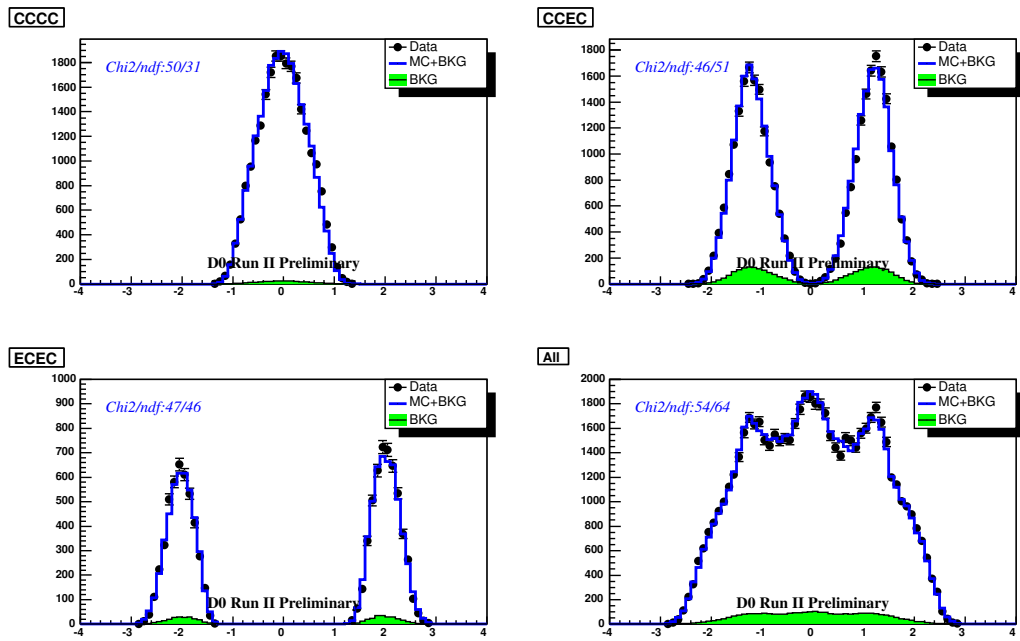 CCCC
Chi2/ndf:50/31
Data
MC+BKG
BKG
1800
1600
1400
1200
1000
800
600
400
200
0
D0 Run II Preliminary
-4 -3 -2 -1 0 1 2 3 4
CCEC
Chi2/ndf:46/51
Data
MC+BKG
BKG
1800
1600
1400
1200
1000
800
600
400
200
0
D0 Run II Preliminary
-4 -3 -2 -1 0 1 2 3 4
ECEC
Chi2/ndf:47/46
Data
MC+BKG
BKG
1000
900
800
700
600
500
400
300
200
100
0
D0 Run II Preliminary
-4 -3 -2 -1 0 1 2 3 4
All
Chi2/ndf:54/64
Data
MC+BKG
BKG
2000
1800
1600
1400
1200
1000
800
600
400
200
0
D0 Run II Preliminary
-4 -3 -2 -1 0 1 2 3 4